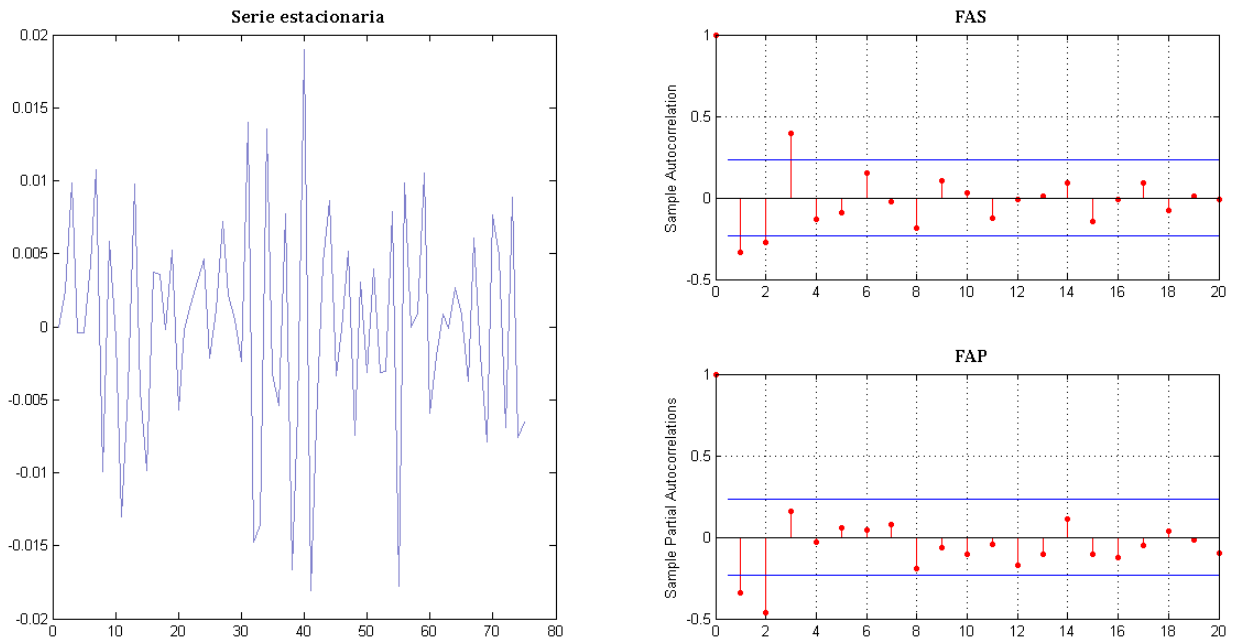 Serie estacionaria
0.02
0.015
0.01
0.005
0
-0.005
-0.01
-0.015
-0.02
0 10 20 30 40 50 60 70 80
FAS
Sample Autocorrelation
1
0.5
0
-0.5
0 2 4 6 8 10 12 14 16 18 20
FAP
Sample Partial Autocorrelations
1
0.5
0
-0.5
0 2 4 6 8 10 12 14 16 18 20